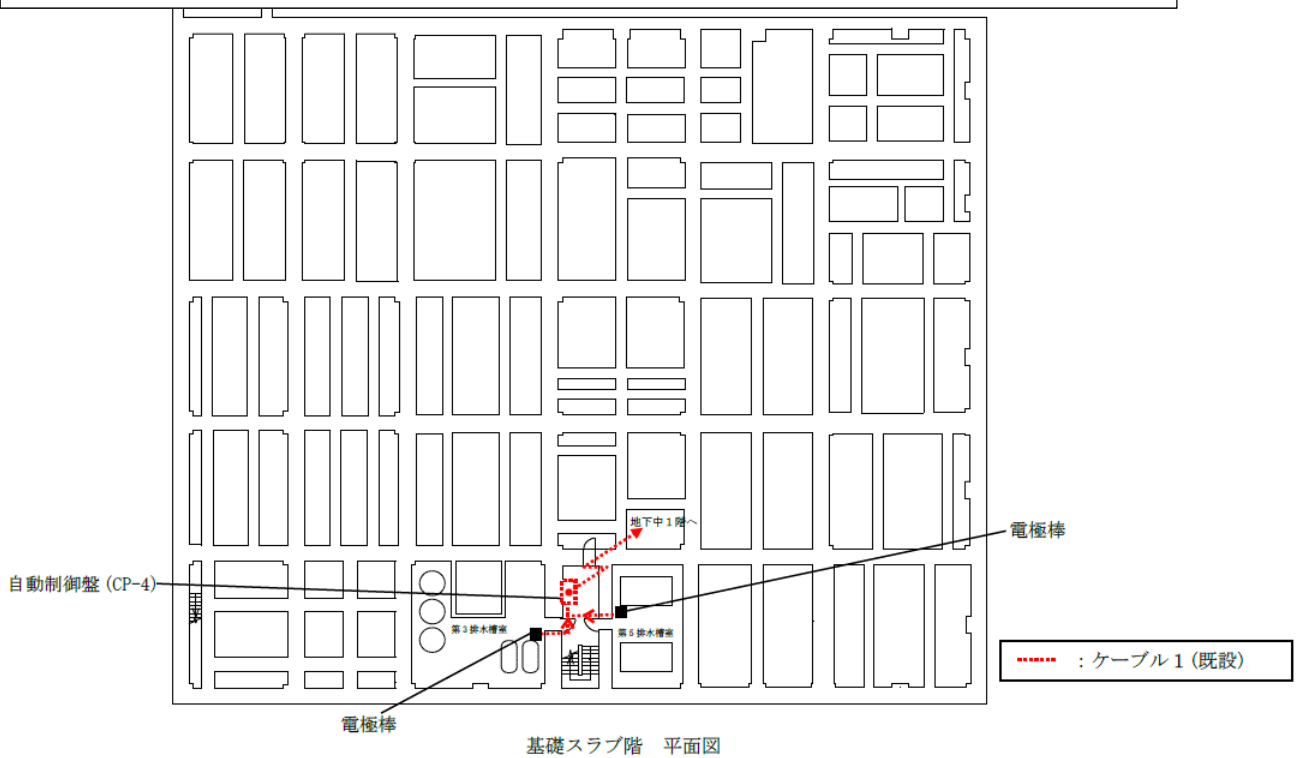 地下中1階へ
電極棒
自動制御盤(CP-4)
第3排水槽室
第5排水槽室
：ケーブル1(既設)
電極棒
基礎スラブ階　平面図